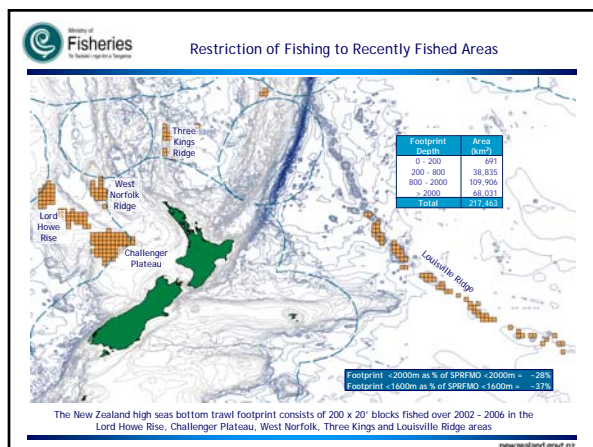 Ministry of
Fisheries
Te Tautiaki i nga tini a Tangaroa
Restriction of Fishing to Recently Fished Areas
Three
Kings
Ridge
West
Norfolk
Ridge
Lord
Howe
Rise
Challenger
Plateau
Louisville Ridge
Footprint Depth Area (km²)
0 - 200 691
200 - 800 38,835
800 - 2000 109,906
> 2000 68,031
Total 217,463
Footprint <2000m as % of SPRFMO <2000m = ~28%
Footprint <1600m as % of SPRFMO <1600m = ~37%
The New Zealand high seas bottom trawl footprint consists of 200 x 20' blocks fished over 2002 – 2006 in the
Lord Howe Rise, Challenger Plateau, West Norfolk, Three Kings and Louisville Ridge areas
newzealand.govt.nz